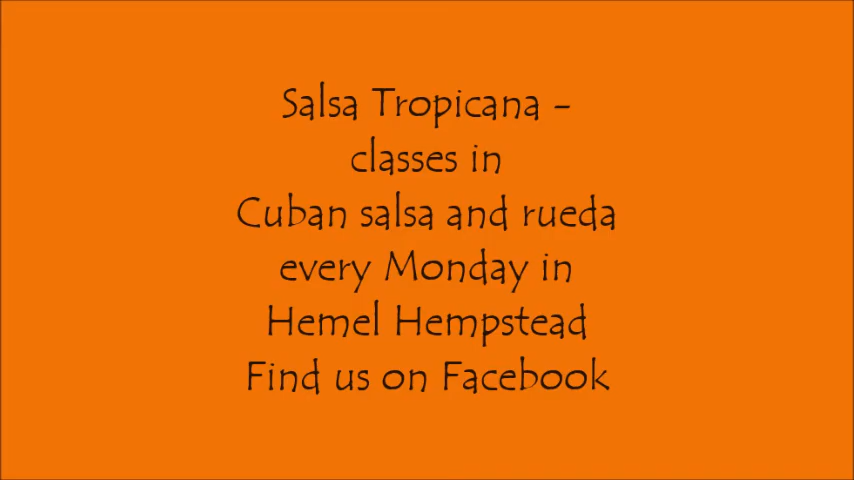 Salsa Tropicana -
classes in
Cuban salsa and rueda
every Monday in
Hemel Hempstead
Find us on Facebook